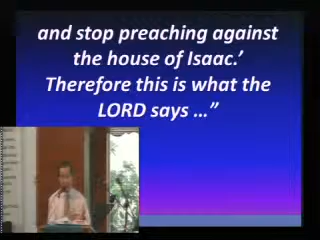 and stop preaching against
the house of Isaac.’
Therefore this is what the
LORD says …”